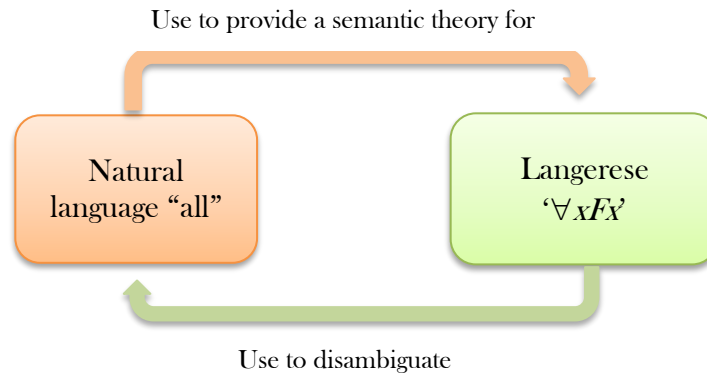 Use to provide a semantic theory for
Natural
language “all”
Langerese
‘∀xFx’
Use to disambiguate